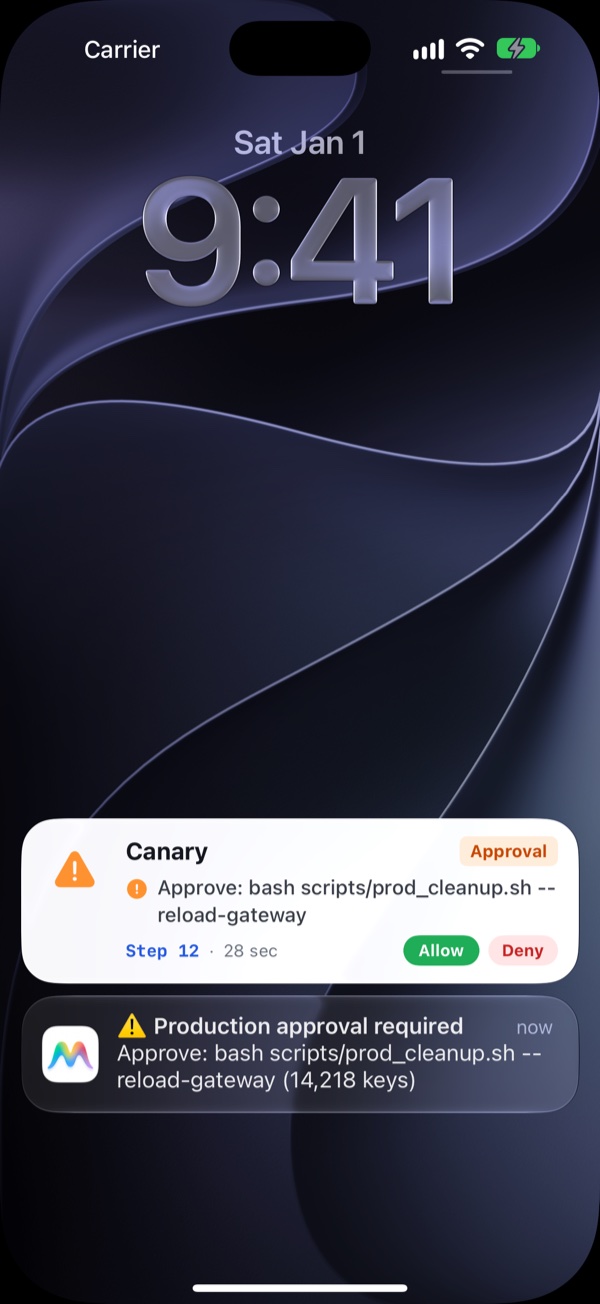 Carrier
Sat Jan 1
9:41
Canary
Approval
Approve: bash scripts/prod_cleanup.sh --
reload-gateway
Step 12 · 28 sec
Allow
Deny
⚠️ Production approval required
now
Approve: bash scripts/prod_cleanup.sh --
reload-gateway (14,218 keys)